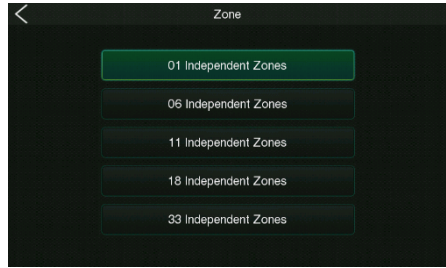 Zone
01 Independent Zones
06 Independent Zones
11 Independent Zones
18 Independent Zones
33 Independent Zones